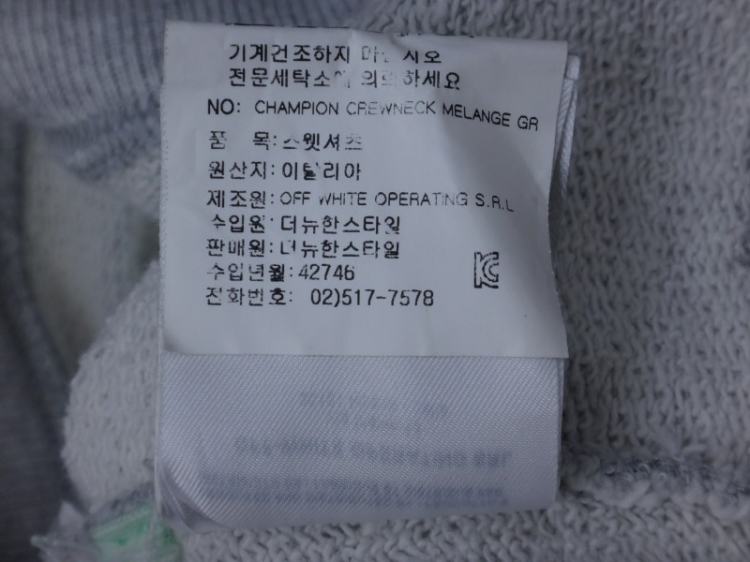 기계건조하지 마십시오
전문세탁소에 의뢰하세요
NO: CHAMPION CREWNECK MELANGE GR
품 목: 스웻셔츠
원산지: 이탈리아
제조원: OFF WHITE OPERATING S.R.L
수입원: 더뉴한스타일
판매원: 더뉴한스타일
수입년월: 42746
전화번호: 02)517-7578